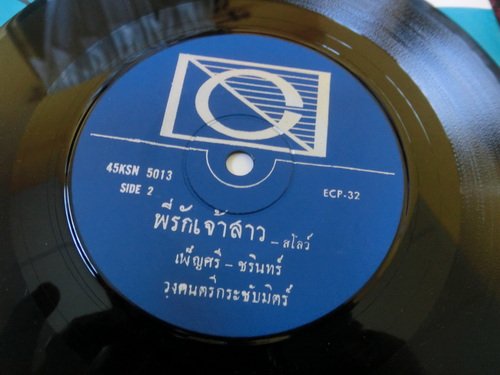 45KSN 5013
SIDE 2
ECP-32
พี่รักเจ้าสาว – สโลว์
เพ็ญศรี – ชรินทร์
วงดนตรีกระชับมิตร์